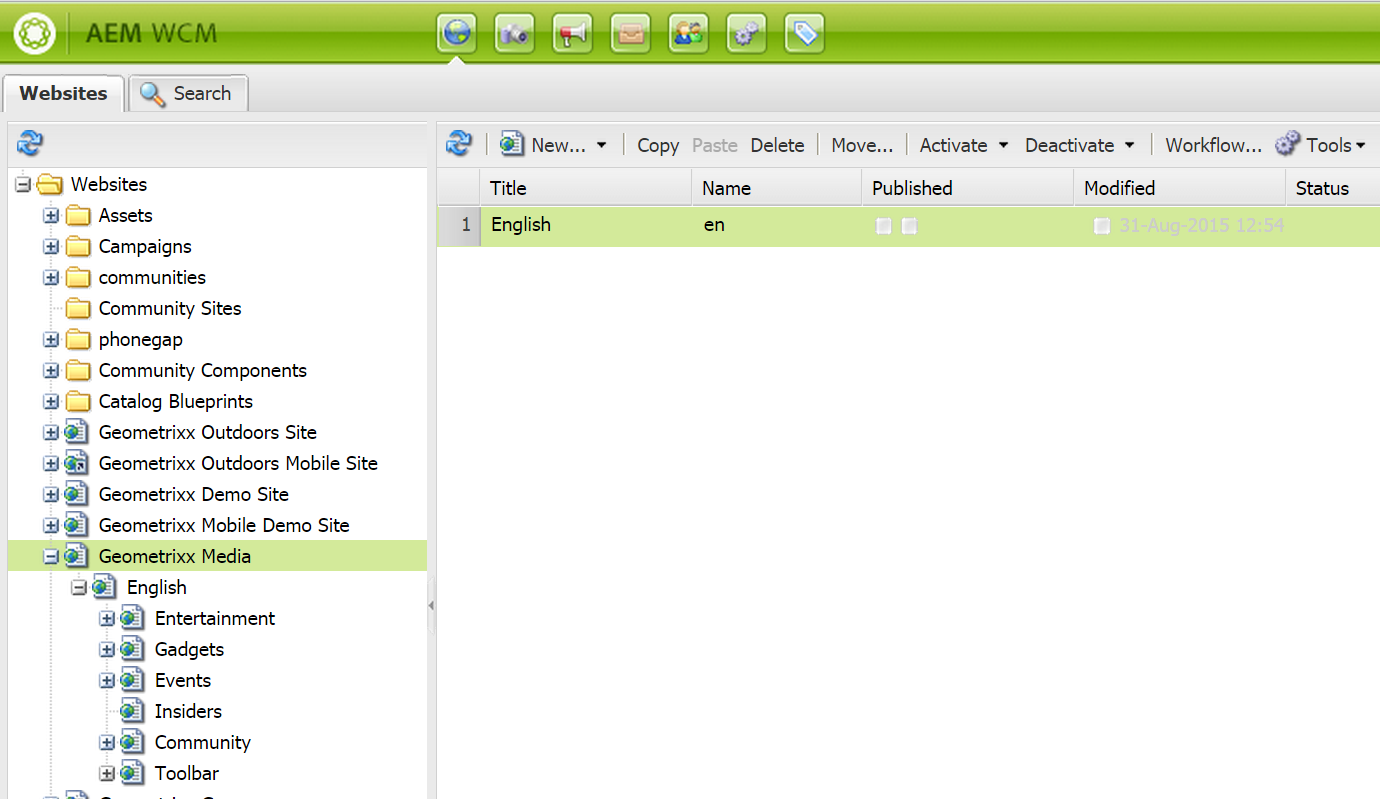 AEM WCM
Websites
Search
New... Copy Paste Delete Move... Activate Deactivate Workflow... Tools
Title Name Published Modified Status
1 English en 31-Aug-2015 12:54
Websites
Assets
Campaigns
communities
Community Sites
phonegap
Community Components
Catalog Blueprints
Geometrixx Outdoors Site
Geometrixx Outdoors Mobile Site
Geometrixx Demo Site
Geometrixx Mobile Demo Site
Geometrixx Media
English
Entertainment
Gadgets
Events
Insiders
Community
Toolbar